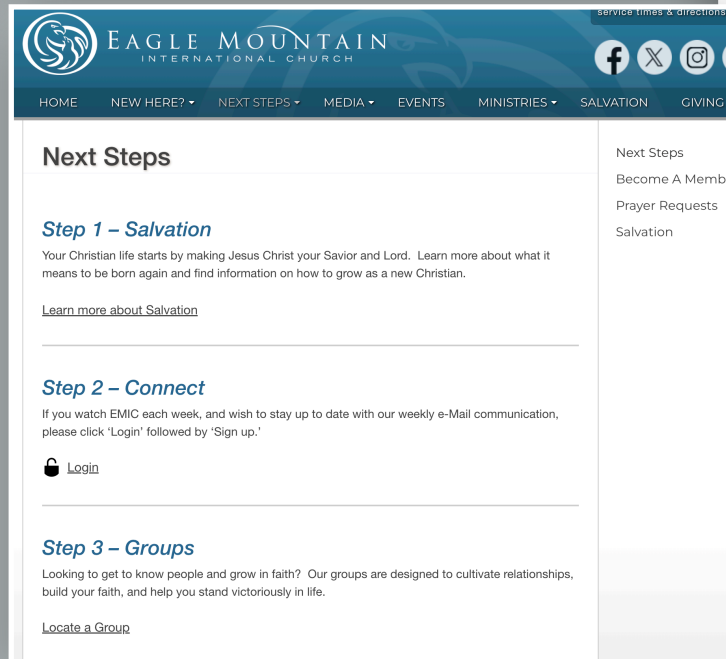 service times & directions
EAGLE MOUNTAIN
INTERNATIONAL CHURCH
HOME NEW HERE? NEXT STEPS MEDIA EVENTS MINISTRIES SALVATION GIVING
Next Steps
Step 1 – Salvation
Your Christian life starts by making Jesus Christ your Savior and Lord.  Learn more about what it
means to be born again and find information on how to grow as a new Christian.
Learn more about Salvation
Step 2 – Connect
If you watch EMIC each week, and wish to stay up to date with our weekly e-Mail communication,
please click ‘Login’ followed by ‘Sign up.’
Login
Step 3 – Groups
Looking to get to know people and grow in faith?  Our groups are designed to cultivate relationships,
build your faith, and help you stand victoriously in life.
Locate a Group
Next Steps
Become A Memb
Prayer Requests
Salvation